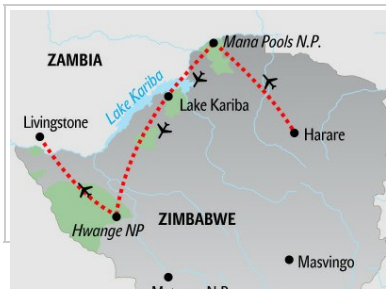 Mana Pools N.P.
ZAMBIA
Lake Kariba
Lake Kariba
Livingstone
Harare
ZIMBABWE
Hwange NP
Masvingo